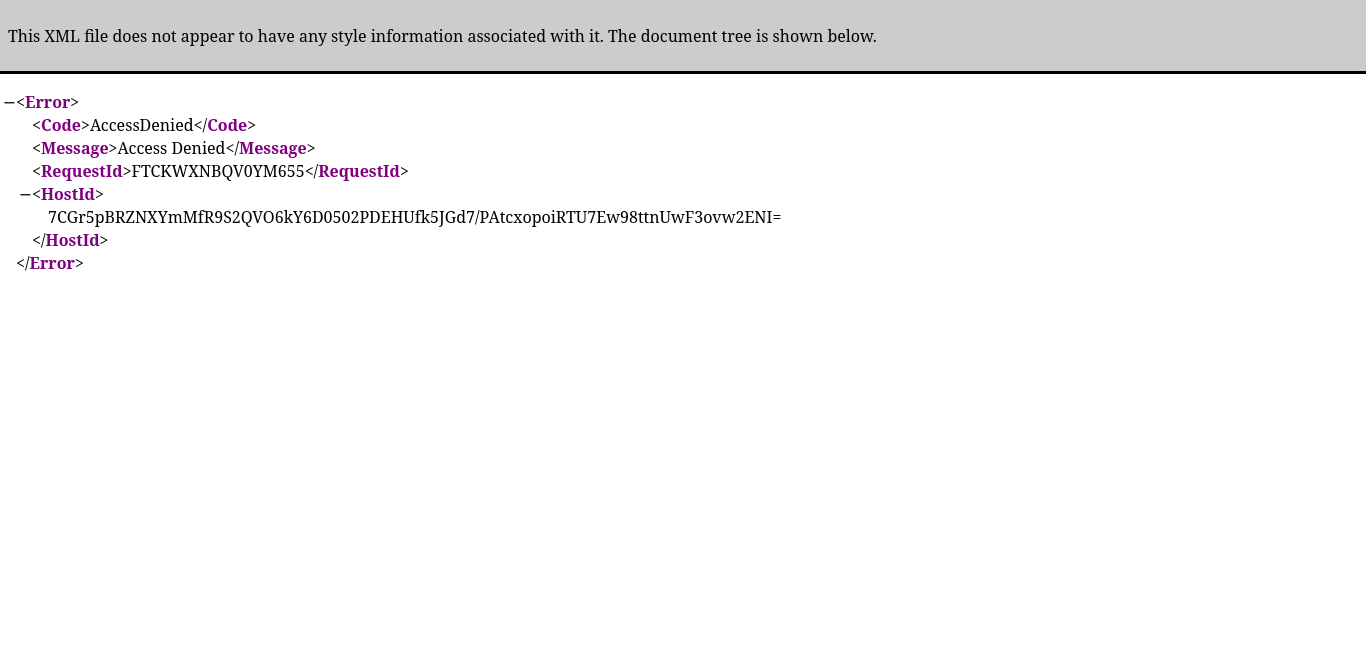 This XML file does not appear to have any style information associated with it. The document tree is shown below.
−<Error>
<Code>AccessDenied</Code>
<Message>Access Denied</Message>
<RequestId>FTCKWXNBQV0YM655</RequestId>
−<HostId>
7CGr5pBRZNXYmMfR9S2QVO6kY6D0502PDEHUfk5JGd7/PAtcxopoiRTU7Ew98ttnUwF3ovw2ENI=
</HostId>
</Error>